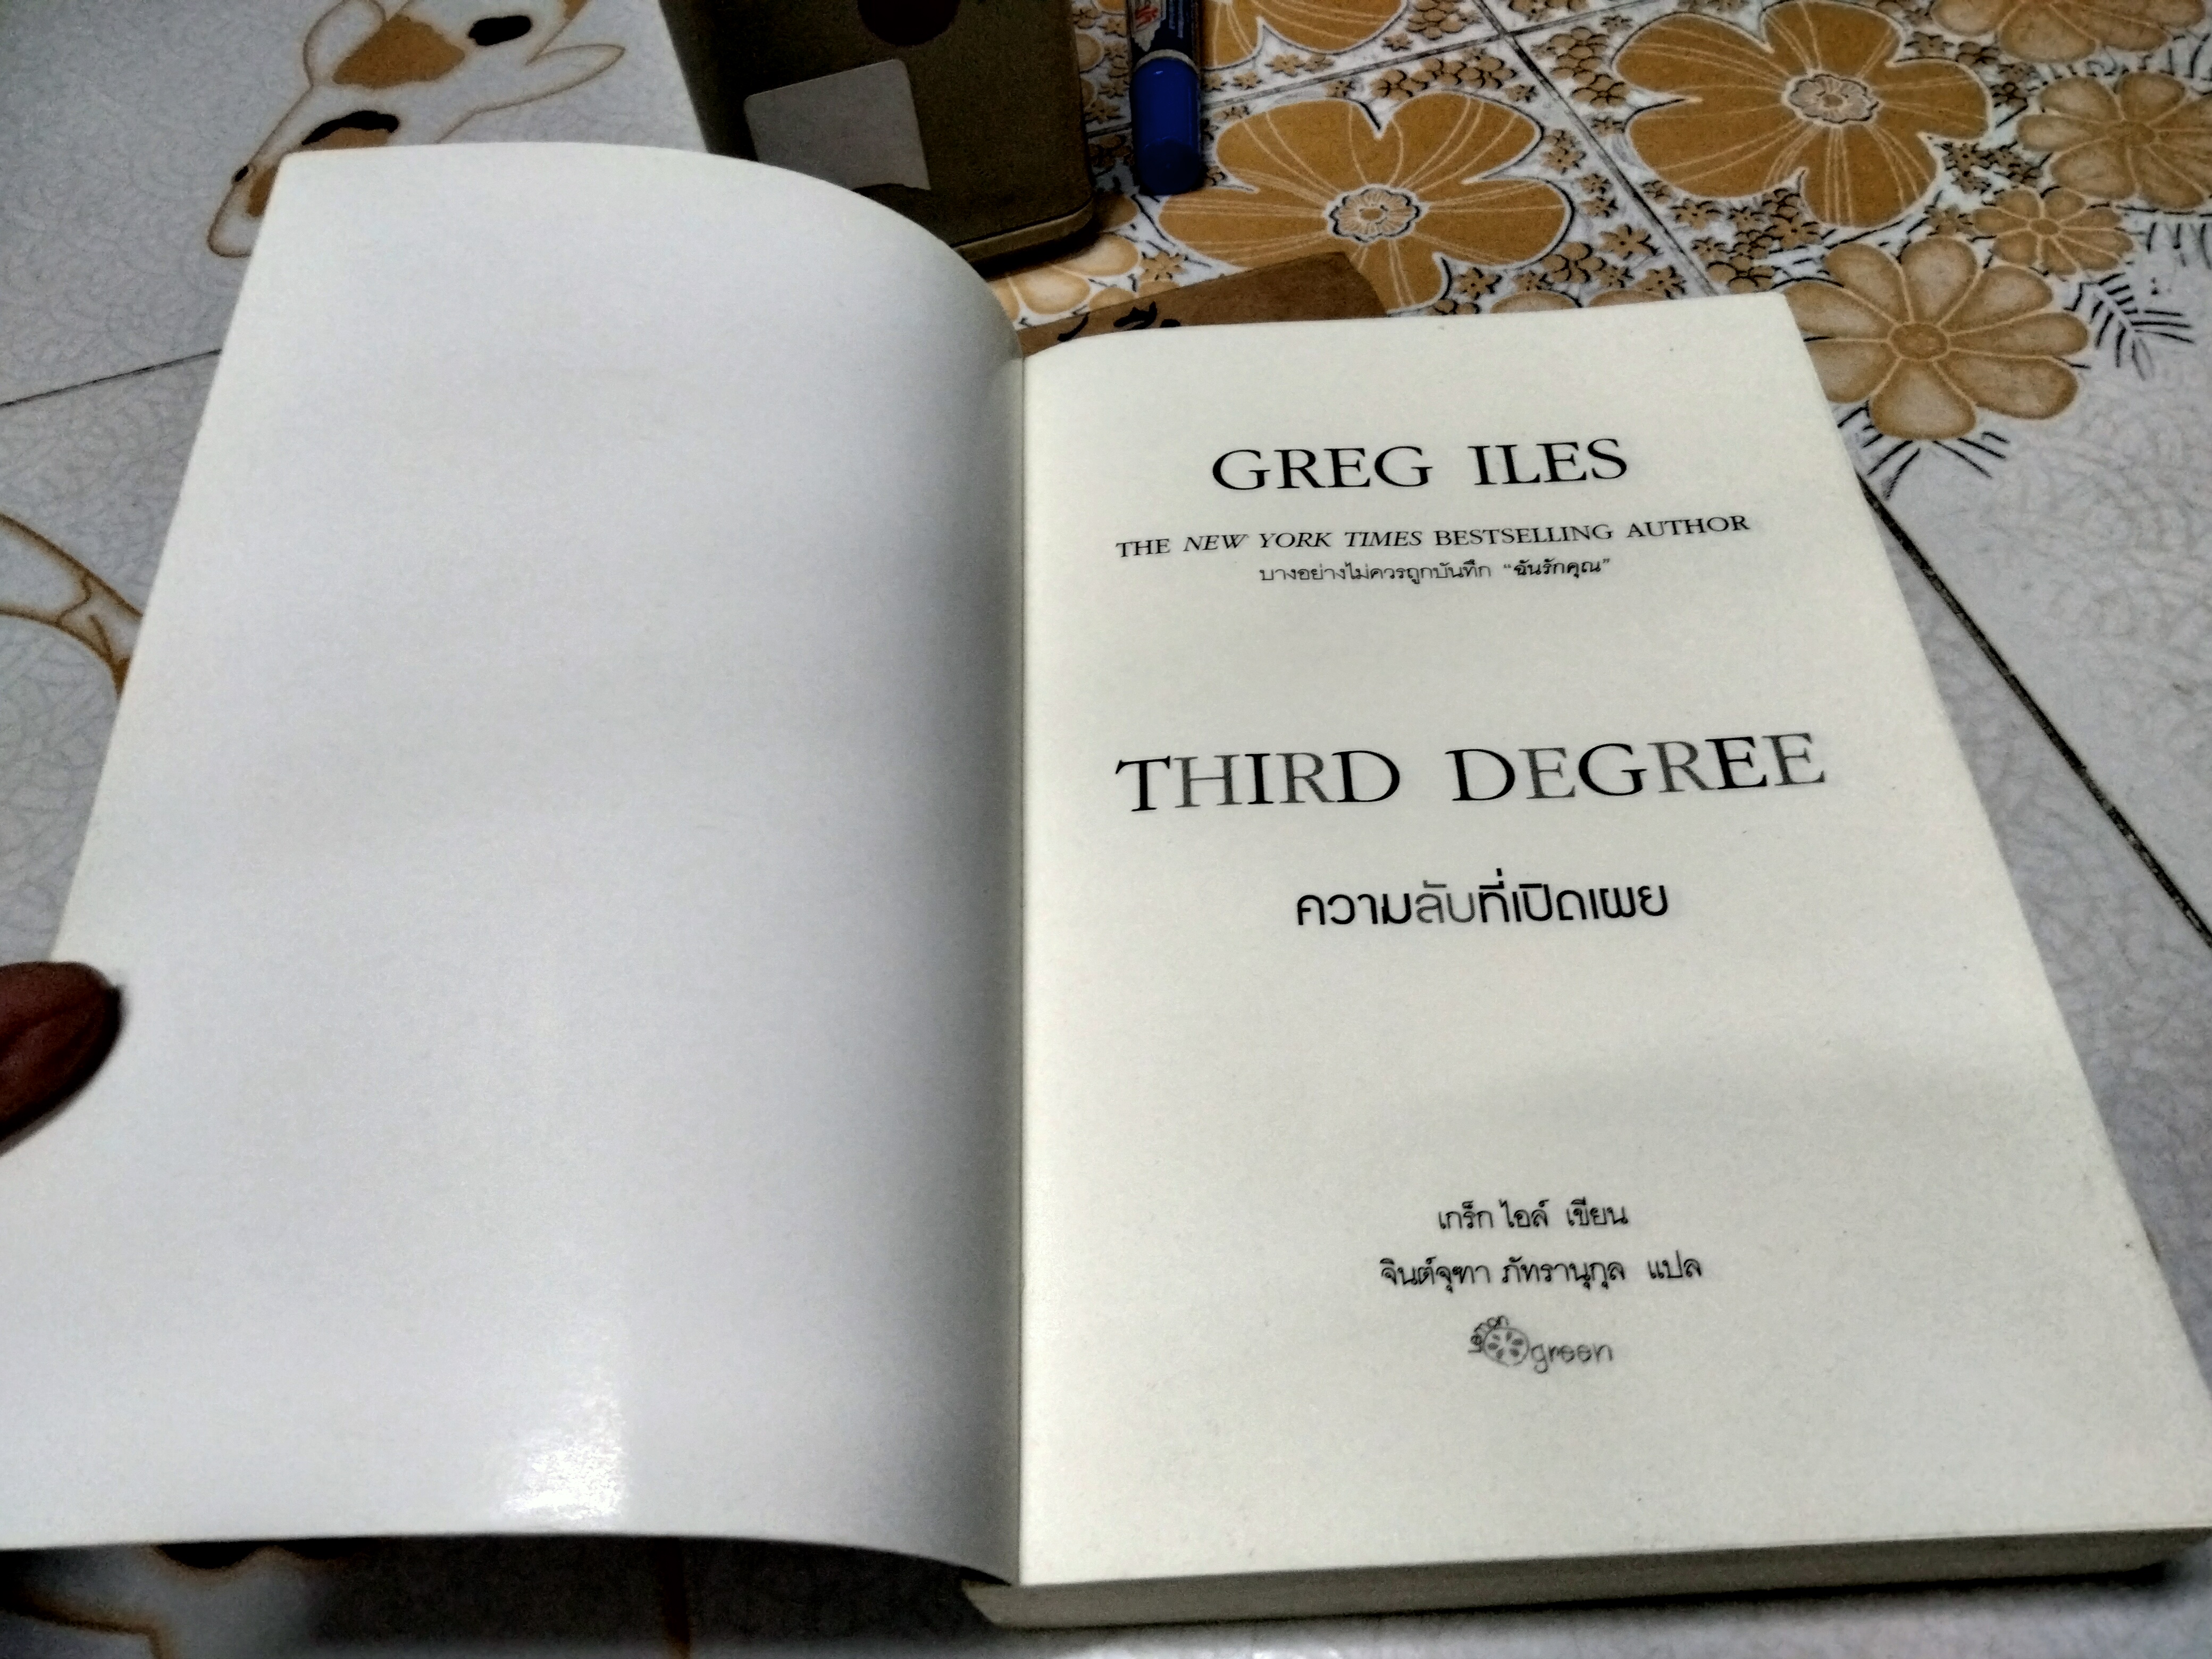 GREG ILES
THE NEW YORK TIMES BESTSELLING AUTHOR
บางอย่างไม่ควรถูกบันทึก “ฉันรักคุณ”
THIRD DEGREE
ความลับที่เปิดเผย
เกร็ก ไอล์ เขียน
จินต์จุฑา ภัทรานุกุล แปล
lemon green